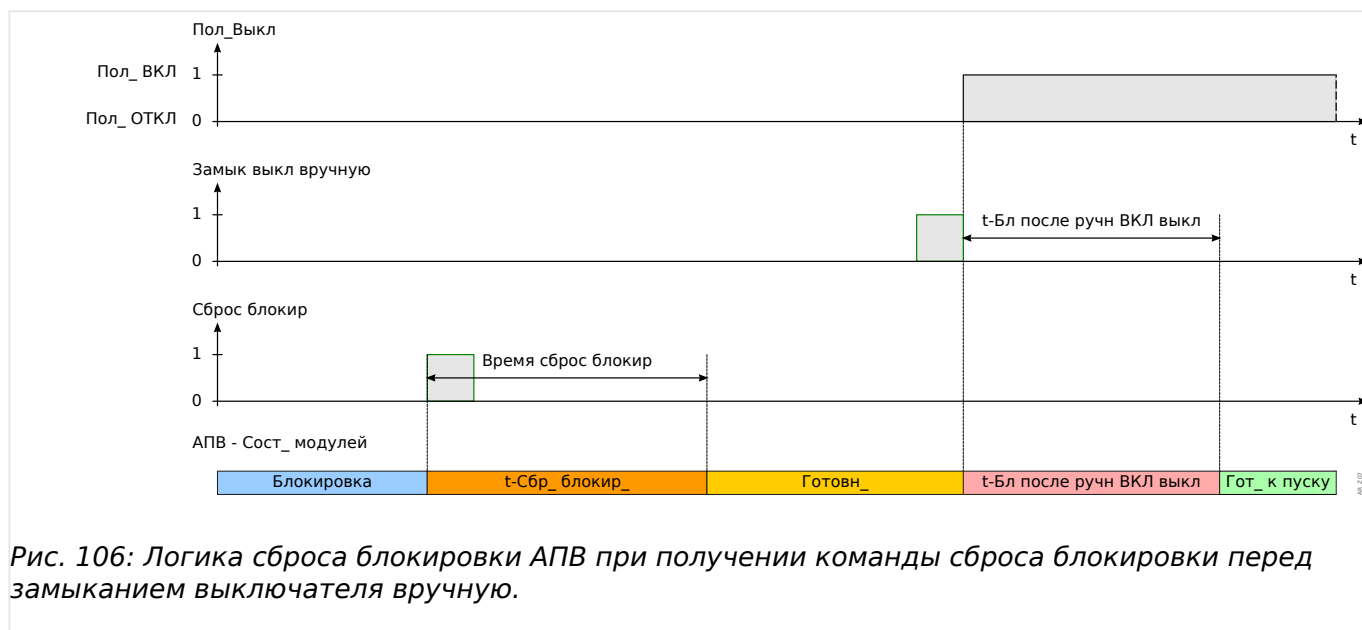 Пол_Выкл
Пол_ ВКЛ 1
Пол_ ОТКЛ 0
t
Замык выкл вручную
1
t-Бл после ручн ВКЛ выкл
0
t
Сброс блокир
1
Время сброс блокир
0
t
АПВ - Сост_ модулей
Блокировка t-Сбр_ блокир_ Готовн_ t-Бл после ручн ВКЛ выкл Гот_ к пуску
Рис. 106: Логика сброса блокировки АПВ при получении команды сброса блокировки перед
замыканием выключателя вручную.